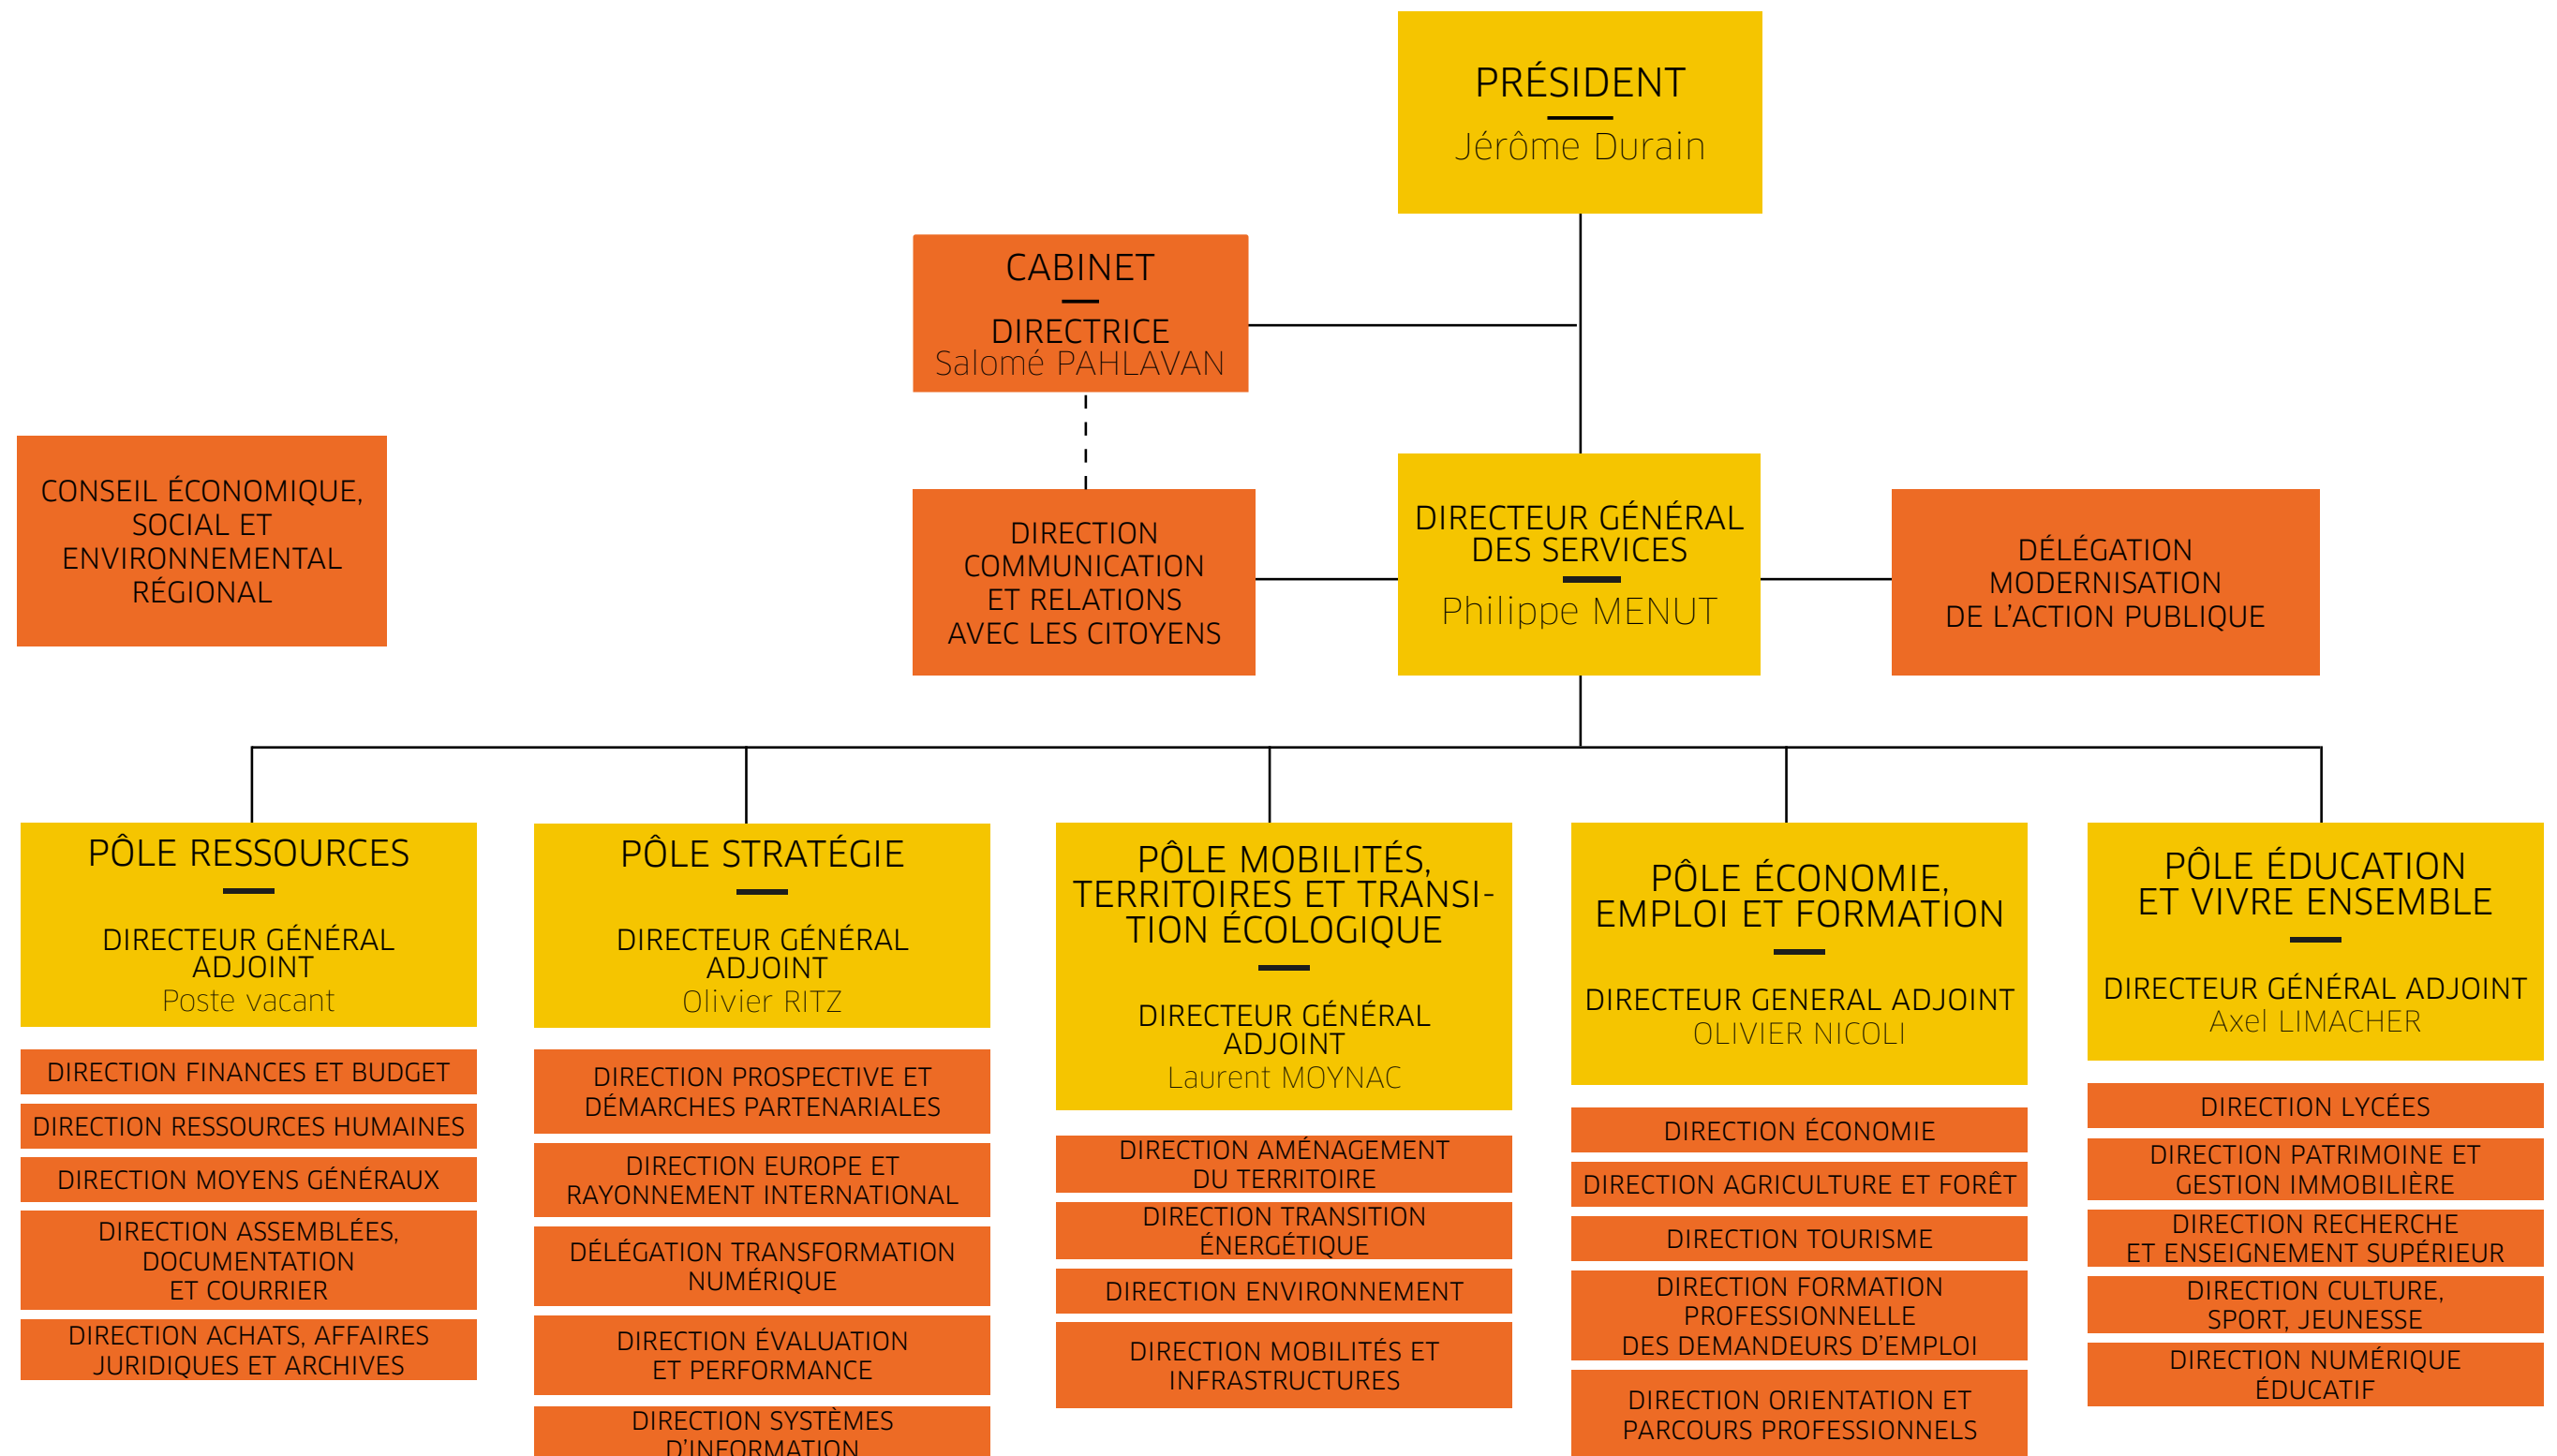 PRÉSIDENT
Jérôme Durain
CABINET
DIRECTRICE
Salomé PAHLAVAN
CONSEIL ÉCONOMIQUE,
SOCIAL ET
ENVIRONNEMENTAL
RÉGIONAL
DIRECTION
COMMUNICATION
ET RELATIONS
AVEC LES CITOYENS
DIRECTEUR GÉNÉRAL
DES SERVICES
Philippe MENUT
DÉLÉGATION
MODERNISATION
DE L’ACTION PUBLIQUE
PÔLE RESSOURCES
DIRECTEUR GÉNÉRAL
ADJOINT
Poste vacant
DIRECTION FINANCES ET BUDGET
DIRECTION RESSOURCES HUMAINES
DIRECTION MOYENS GÉNÉRAUX
DIRECTION ASSEMBLÉES,
DOCUMENTATION
ET COURRIER
DIRECTION ACHATS, AFFAIRES
JURIDIQUES ET ARCHIVES
PÔLE STRATÉGIE
DIRECTEUR GÉNÉRAL
ADJOINT
Olivier RITZ
DIRECTION PROSPECTIVE ET
DÉMARCHES PARTENARIALES
DIRECTION EUROPE ET
RAYONNEMENT INTERNATIONAL
DÉLÉGATION TRANSFORMATION
NUMÉRIQUE
DIRECTION ÉVALUATION
ET PERFORMANCE
DIRECTION SYSTÈMES
D’INFORMATION
PÔLE MOBILITÉS,
TERRITOIRES ET TRANSI-
TION ÉCOLOGIQUE
DIRECTEUR GÉNÉRAL
ADJOINT
Laurent MOYNAC
DIRECTION AMÉNAGEMENT
DU TERRITOIRE
DIRECTION TRANSITION
ÉNERGÉTIQUE
DIRECTION ENVIRONNEMENT
DIRECTION MOBILITÉS ET
INFRASTRUCTURES
PÔLE ÉCONOMIE,
EMPLOI ET FORMATION
DIRECTEUR GENERAL ADJOINT
OLIVIER NICOLI
DIRECTION ÉCONOMIE
DIRECTION AGRICULTURE ET FORÊT
DIRECTION TOURISME
DIRECTION FORMATION
PROFESSIONNELLE
DES DEMANDEURS D’EMPLOI
DIRECTION ORIENTATION ET
PARCOURS PROFESSIONNELS
PÔLE ÉDUCATION
ET VIVRE ENSEMBLE
DIRECTEUR GÉNÉRAL ADJOINT
Axel LIMACHER
DIRECTION LYCÉES
DIRECTION PATRIMOINE ET
GESTION IMMOBILIÈRE
DIRECTION RECHERCHE
ET ENSEIGNEMENT SUPÉRIEUR
DIRECTION CULTURE,
SPORT, JEUNESSE
DIRECTION NUMÉRIQUE
ÉDUCATIF